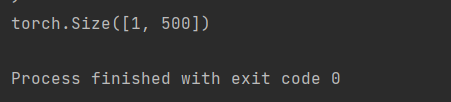 torch.Size([1, 500])
Process finished with exit code 0